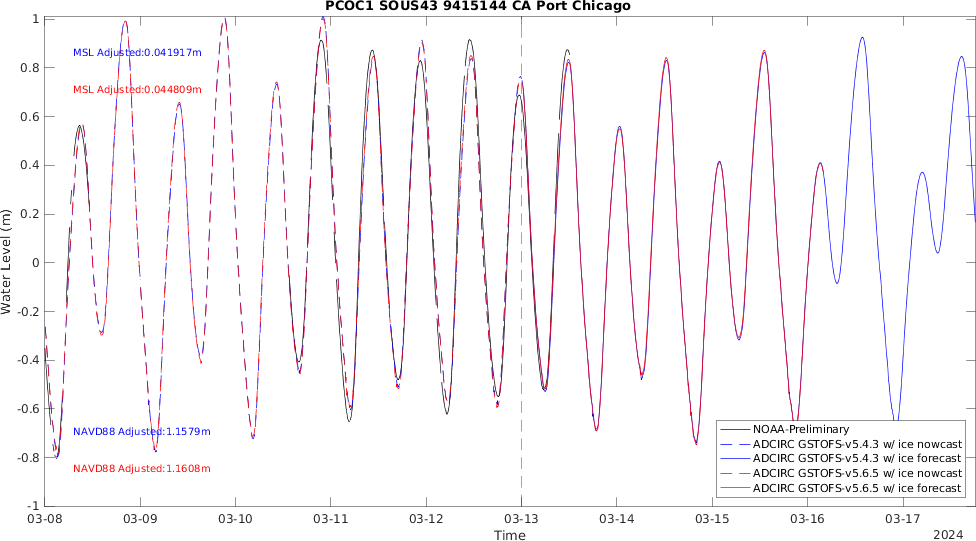 PCOC1 SOUS43 9415144 CA Port Chicago
1
0.8
0.6
0.4
0.2
0
-0.2
-0.4
-0.6
-0.8
-1
Water Level (m)
MSL Adjusted:0.041917m
MSL Adjusted:0.044809m
NAVD88 Adjusted:1.1579m
NAVD88 Adjusted:1.1608m
NOAA-Preliminary
ADCIRC GSTOFS-v5.4.3 w/ ice nowcast
ADCIRC GSTOFS-v5.4.3 w/ ice forecast
ADCIRC GSTOFS-v5.6.5 w/ ice nowcast
ADCIRC GSTOFS-v5.6.5 w/ ice forecast
03-08 03-09 03-10 03-11 03-12 03-13 03-14 03-15 03-16 03-17
Time
2024